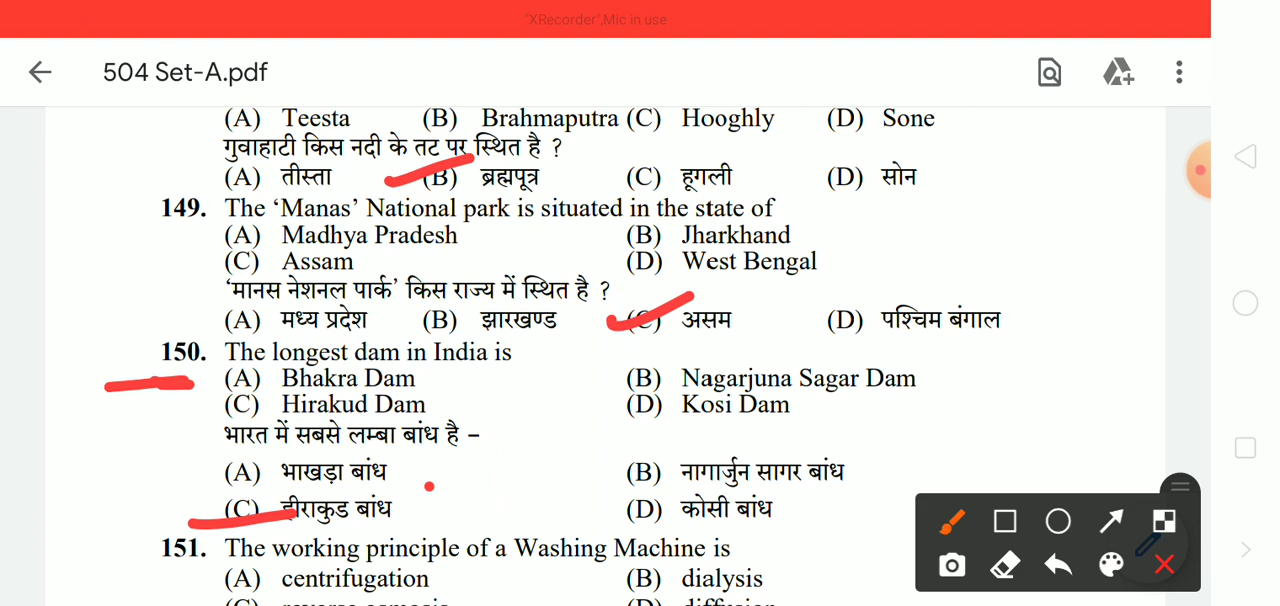 "XRecorder",Mic in use
504 Set-A.pdf
(A) Teesta (B) Brahmaputra (C) Hooghly (D) Sone
गुवाहाटी किस नदी के तट पर स्थित है ?
(A) तीस्ता (B) ब्रह्मपुत्र (C) हूगली (D) सोन
149. The ‘Manas’ National park is situated in the state of
(A) Madhya Pradesh (B) Jharkhand
(C) Assam (D) West Bengal
‘मानस नेशनल पार्क’ किस राज्य में स्थित है ?
(A) मध्य प्रदेश (B) झारखण्ड (C) असम (D) पश्चिम बंगाल
150. The longest dam in India is
(A) Bhakra Dam (B) Nagarjuna Sagar Dam
(C) Hirakud Dam (D) Kosi Dam
भारत में सबसे लम्बा बांध है –
(A) भाखड़ा बांध (B) नागार्जुन सागर बांध
(C) हीराकुड बांध (D) कोसी बांध
151. The working principle of a Washing Machine is
(A) centrifugation (B) dialysis